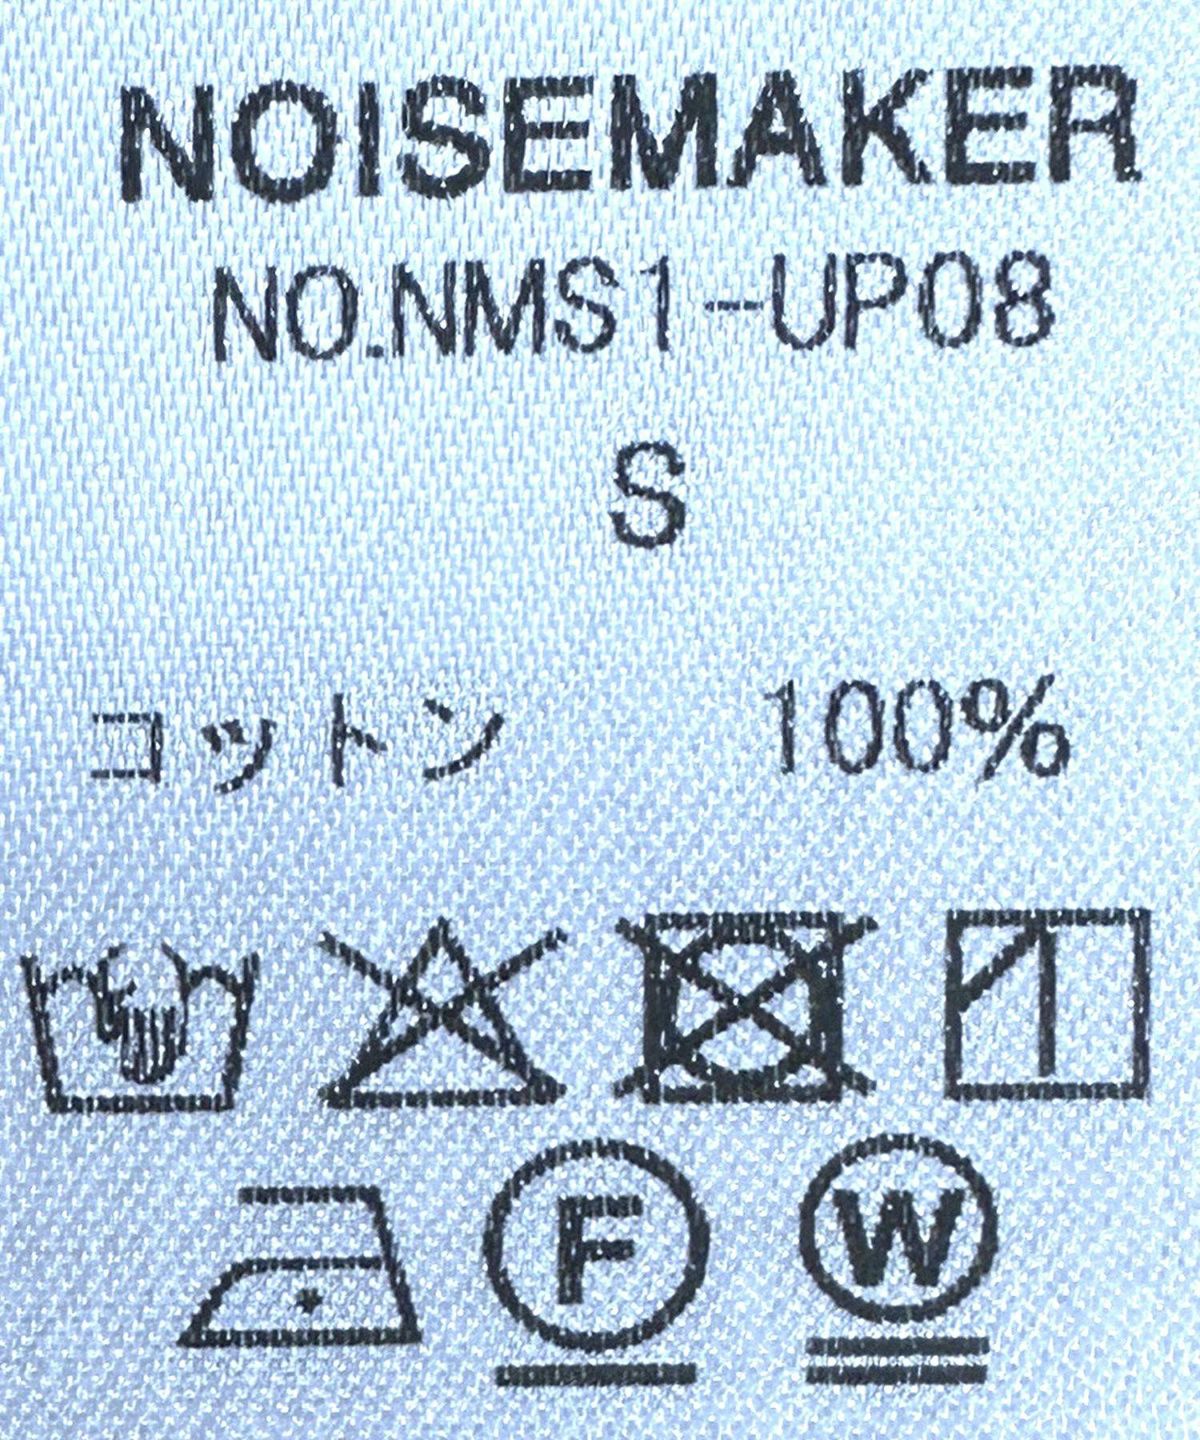 NOISEMAKER
NO.NMS1-UP08
S
コットン 100%
F W